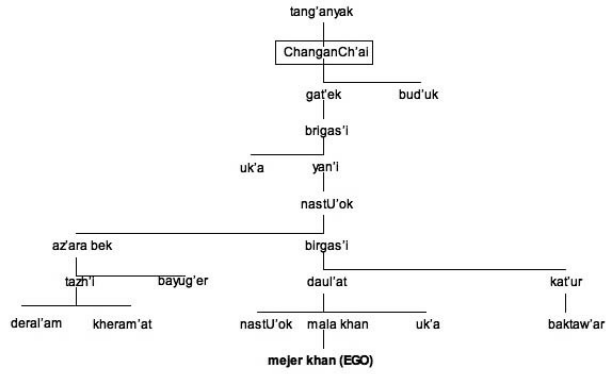 tang'anyak
ChanganCh'ai
gat'ek bud'uk
brigas'i
uk'a yan'i
nastU'ok
az'ara bek birgas'i
tazh'i bayug'er daul'at kat'ur
deral'am kheram'at nastU'ok mala khan uk'a baktaw'ar
mejer khan (EGO)